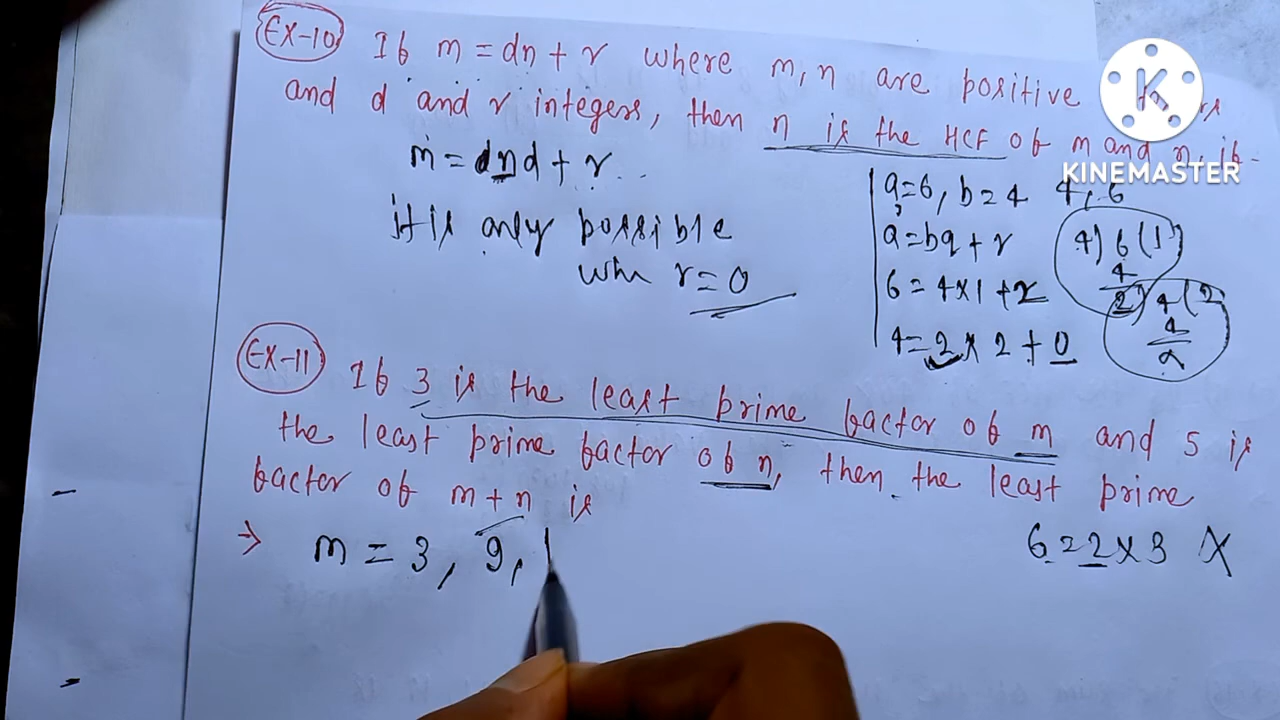 EX-10 If m = dn + r where m, n are positive
and d and r integers, then n is the HCF of m and n, if
m = dnd + r
it is only possible
whn r = 0
a=6, b=4 4, 6
a = bq + r
6 = 4×1 + 2
4 = 2 × 2 + 0
4) 6 (1
4
2) 4 (2
4
KINEMASTER
EX-11 If 3 is the least prime factor of m and 5 is
the least prime factor of n, then the least prime
factor of m + n is
⇒ m = 3, 9, 1
6 = 2×3 X